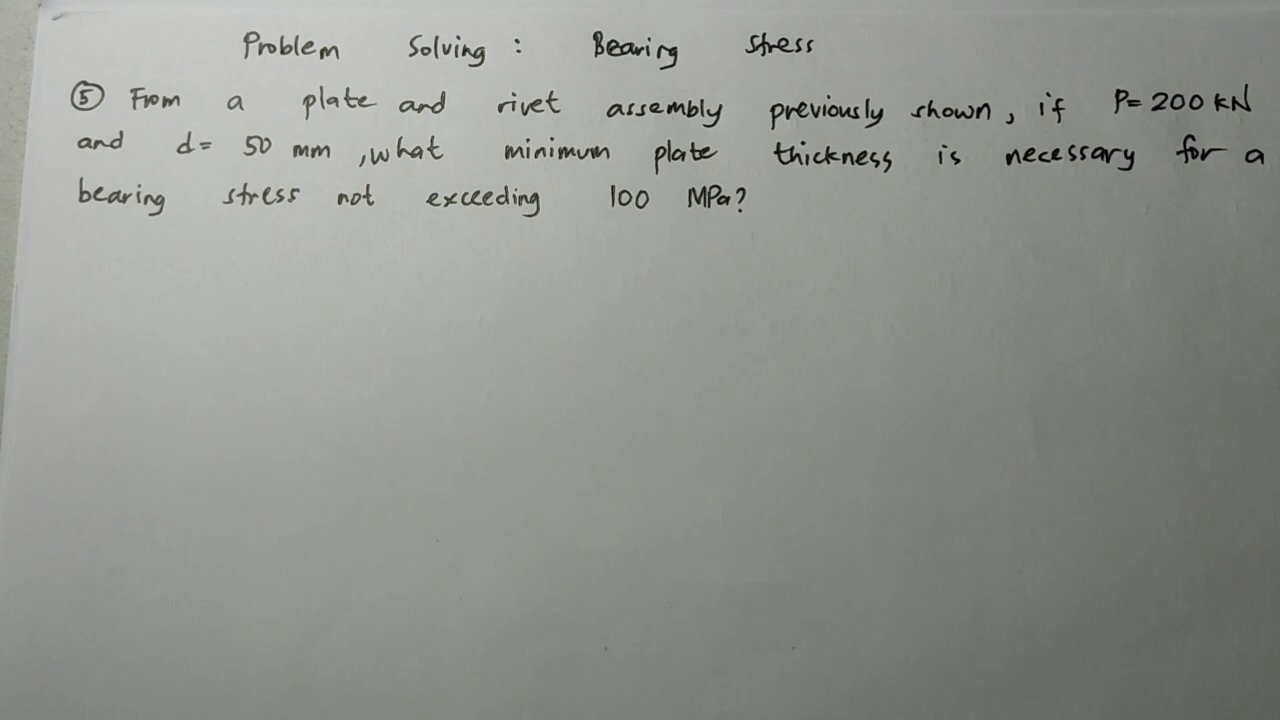 Problem Solving : Bearing stress
⑤ From a plate and rivet assembly previously shown, if P= 200 kN
and d= 50 mm , what minimum plate thickness is necessary for a
bearing stress not exceeding 100 MPa?